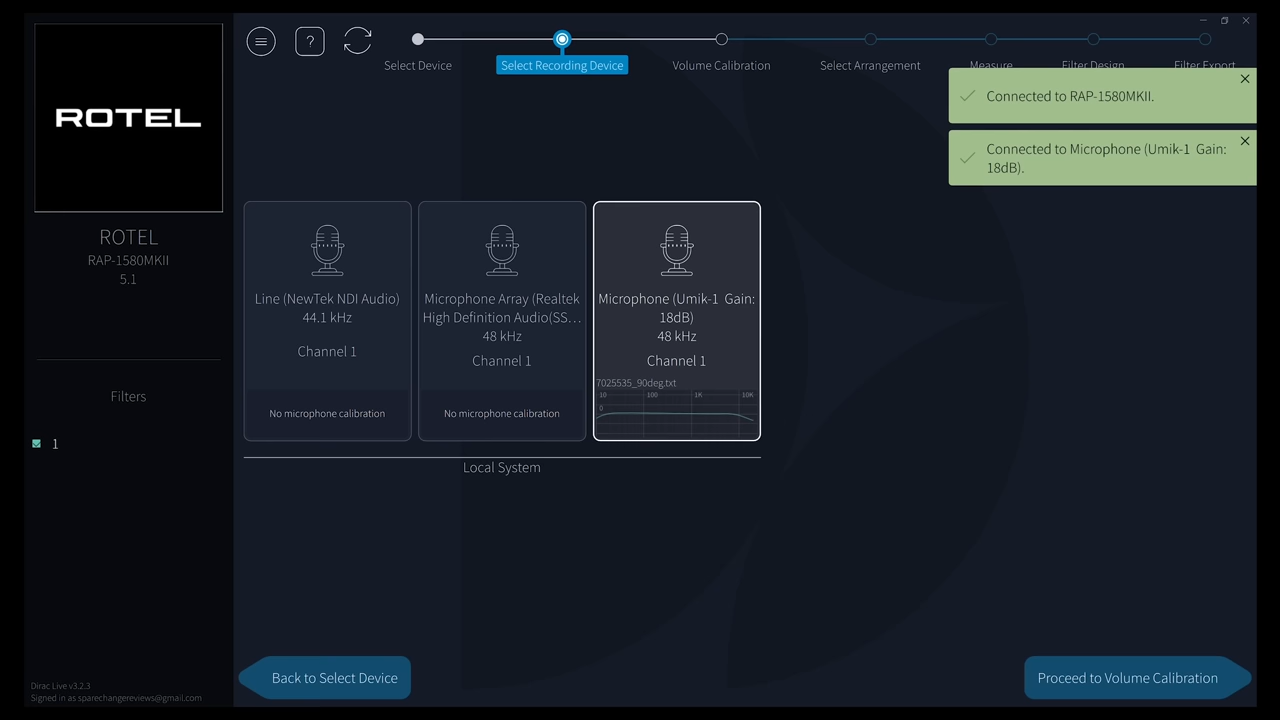 ROTEL
ROTEL
RAP-1580MKII
5.1
Filters
1
Dirac Live v3.2.3
Signed in as sparechangereviews@gmail.com
?
Select Device
Select Recording Device
Volume Calibration
Select Arrangement
Measure
Filter Design
Filter Export
Connected to RAP-1580MKII.
Connected to Microphone (Umik-1 Gain:
18dB).
Line (NewTek NDI Audio)
44.1 kHz
Channel 1
No microphone calibration
Microphone Array (Realtek
High Definition Audio(SS...
48 kHz
Channel 1
No microphone calibration
Microphone (Umik-1 Gain:
18dB)
48 kHz
Channel 1
7025535_90deg.txt
10 100 1K 10K
0
Local System
Back to Select Device
Proceed to Volume Calibration